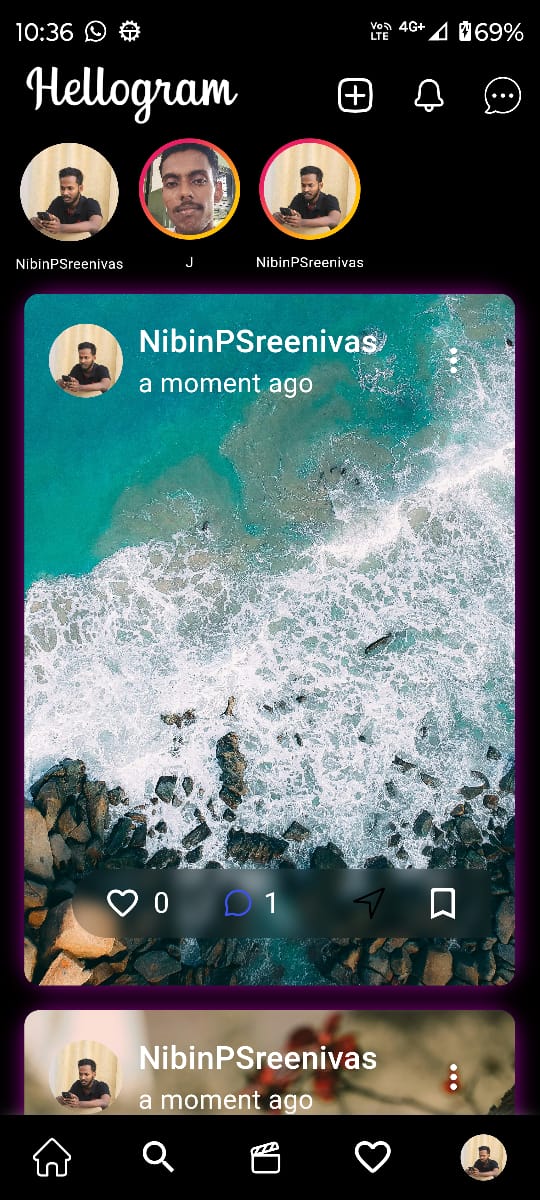 10:36 Vo) LTE 4G+ 69%
Hellogram
NibinPSreenivas J NibinPSreenivas
NibinPSreenivas
a moment ago
0 1
NibinPSreenivas
a moment ago